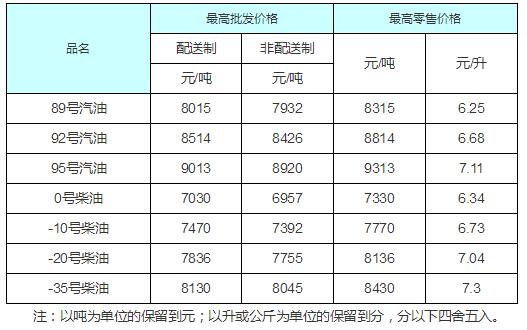 品名 最高批发价格 最高零售价格
配送制 非配送制 元/吨 元/升
元/吨 元/吨
89号汽油 8015 7932 8315 6.25
92号汽油 8514 8426 8814 6.68
95号汽油 9013 8920 9313 7.11
0号柴油 7030 6957 7330 6.34
-10号柴油 7470 7392 7770 6.73
-20号柴油 7836 7755 8136 7.04
-35号柴油 8130 8045 8430 7.3
注：以吨为单位的保留到元；以升或公斤为单位的保留到分，分以下四舍五入。